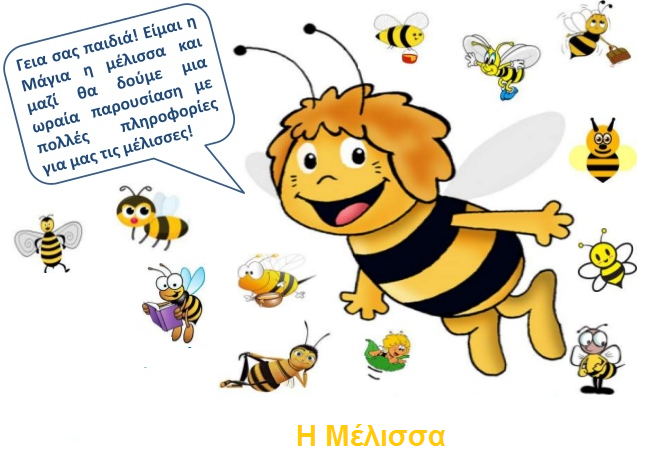 Γεια σας παιδιά! Είμαι η
Μάγια η μέλισσα και
μαζί θα δούμε μια
ωραία παρουσίαση με
πολλές πληροφορίες
για μας τις μέλισσες!
Η Μέλισσα